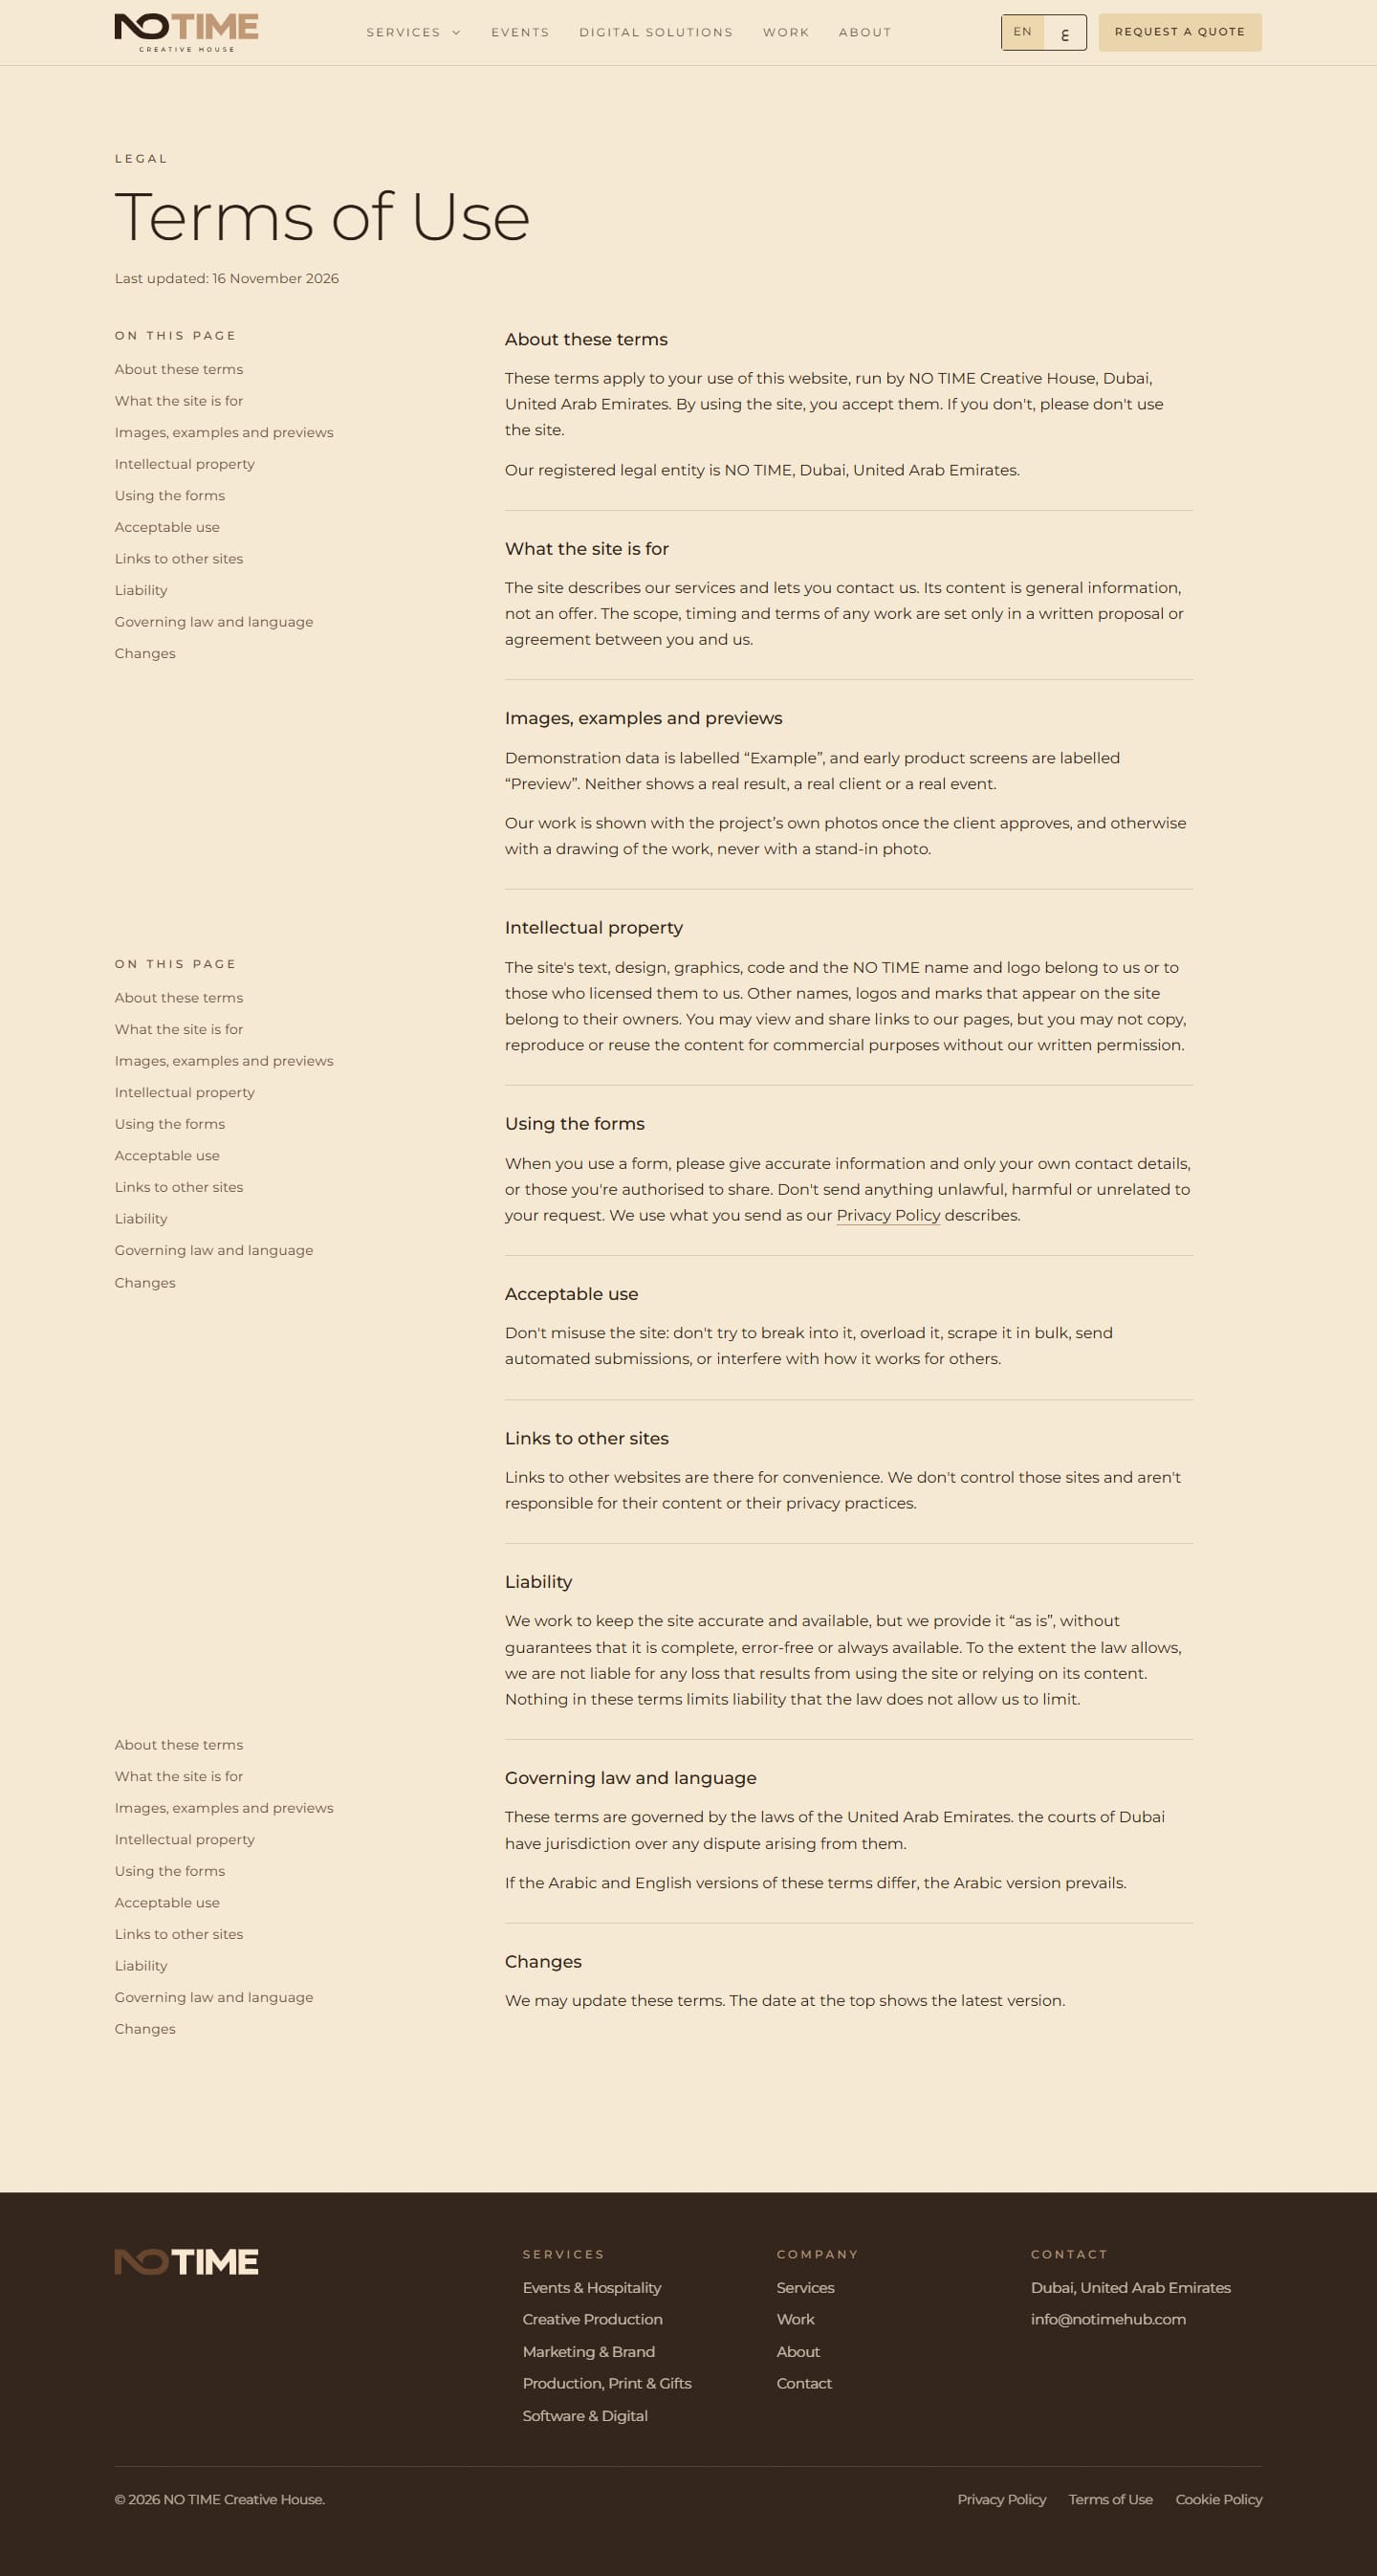 NO TIME
CREATIVE HOUSE
SERVICES
EVENTS
DIGITAL SOLUTIONS
WORK
ABOUT
EN
ع
REQUEST A QUOTE
LEGAL
Terms of Use
Last updated: 16 November 2026
ON THIS PAGE
About these terms
What the site is for
Images, examples and previews
Intellectual property
Using the forms
Acceptable use
Links to other sites
Liability
Governing law and language
Changes
ON THIS PAGE
About these terms
What the site is for
Images, examples and previews
Intellectual property
Using the forms
Acceptable use
Links to other sites
Liability
Governing law and language
Changes
About these terms
What the site is for
Images, examples and previews
Intellectual property
Using the forms
Acceptable use
Links to other sites
Liability
Governing law and language
Changes
About these terms
These terms apply to your use of this website, run by NO TIME Creative House, Dubai,
United Arab Emirates. By using the site, you accept them. If you don't, please don't use
the site.
Our registered legal entity is NO TIME, Dubai, United Arab Emirates.
What the site is for
The site describes our services and lets you contact us. Its content is general information,
not an offer. The scope, timing and terms of any work are set only in a written proposal or
agreement between you and us.
Images, examples and previews
Demonstration data is labelled “Example”, and early product screens are labelled
“Preview”. Neither shows a real result, a real client or a real event.
Our work is shown with the project’s own photos once the client approves, and otherwise
with a drawing of the work, never with a stand-in photo.
Intellectual property
The site's text, design, graphics, code and the NO TIME name and logo belong to us or to
those who licensed them to us. Other names, logos and marks that appear on the site
belong to their owners. You may view and share links to our pages, but you may not copy,
reproduce or reuse the content for commercial purposes without our written permission.
Using the forms
When you use a form, please give accurate information and only your own contact details,
or those you're authorised to share. Don't send anything unlawful, harmful or unrelated to
your request. We use what you send as our Privacy Policy describes.
Acceptable use
Don't misuse the site: don't try to break into it, overload it, scrape it in bulk, send
automated submissions, or interfere with how it works for others.
Links to other sites
Links to other websites are there for convenience. We don't control those sites and aren't
responsible for their content or their privacy practices.
Liability
We work to keep the site accurate and available, but we provide it “as is”, without
guarantees that it is complete, error-free or always available. To the extent the law allows,
we are not liable for any loss that results from using the site or relying on its content.
Nothing in these terms limits liability that the law does not allow us to limit.
Governing law and language
These terms are governed by the laws of the United Arab Emirates. the courts of Dubai
have jurisdiction over any dispute arising from them.
If the Arabic and English versions of these terms differ, the Arabic version prevails.
Changes
We may update these terms. The date at the top shows the latest version.
NO TIME
SERVICES
Events & Hospitality
Creative Production
Marketing & Brand
Production, Print & Gifts
Software & Digital
COMPANY
Services
Work
About
Contact
CONTACT
Dubai, United Arab Emirates
info@notimehub.com
© 2026 NO TIME Creative House.
Privacy Policy
Terms of Use
Cookie Policy